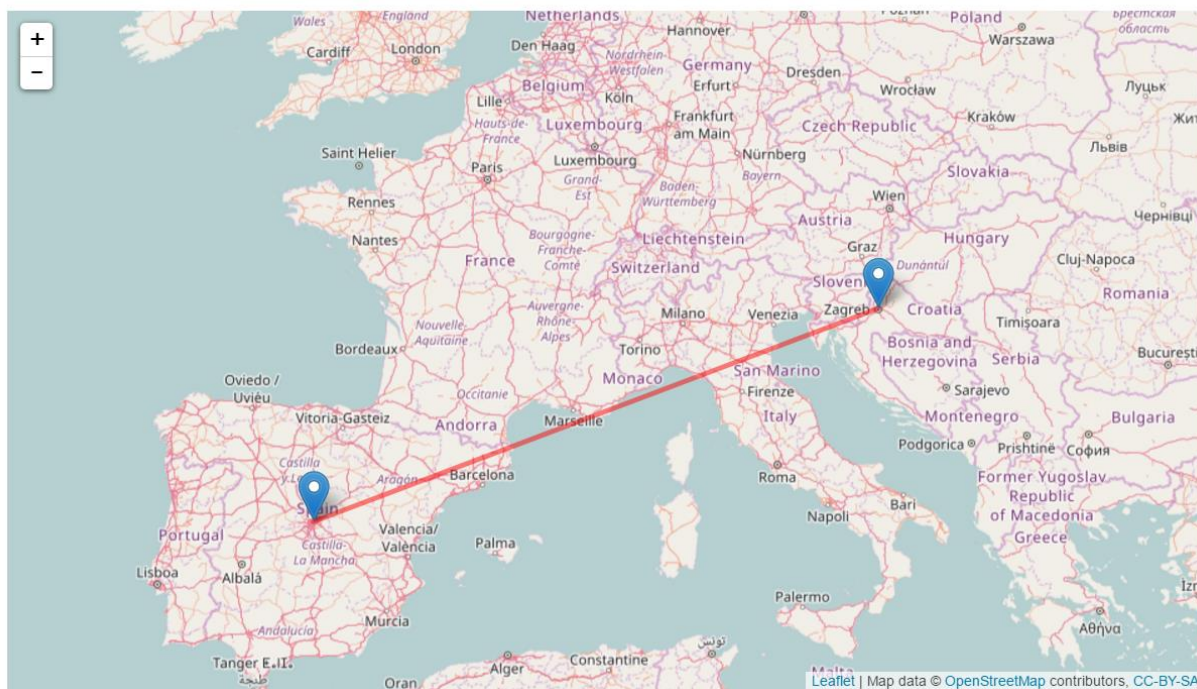 +
−
Wales
England
Netherlands
Hannover
Poland
Брестская
область
Cardiff
London
Den Haag
Nordrhein-
Westfalen
Germany
Warszawa
Dresden
Belgium
Köln
Erfurt
Wrocław
Луцьк
Lille
Hauts-de-
France
Luxembourg
Frankfurt
am Main
Czech Republic
Kraków
Львів
Saint Helier
Luxembourg
Nürnberg
Paris
Grand-
Est
Bayern
Slovakia
Rennes
Baden-
Württemberg
Wien
Чернівці
Nantes
Bourgogne-
Franche-
Comté
Liechtenstein
Austria
Graz
Hungary
France
Switzerland
Dunántúl
Cluj-Napoca
Auvergne-
Rhône-
Alpes
Milano
Venezia
Zagreb
Croatia
Romania
Nouvelle-
Aquitaine
Timișoara
Bordeaux
Torino
Bosnia and
Herzegovina
Serbia
Monaco
San Marino
Oviedo /
Uviéu
Occitanie
Firenze
Sarajevo
Vitoria-Gasteiz
Andorra
Marseille
Italy
Montenegro
Bulgaria
Podgorica
Prishtinë
София
Castilla
Aragón
Barcelona
Roma
Former Yugoslav
Republic
of Macedonia
Portugal
Valencia/
València
Napoli
Bari
Castilla-
La Mancha
Palma
Greece
Lisboa
Albalá
Murcia
Palermo
Αθήνα
Andalucía
Tanger
طنجة
Alger
Constantine
تونس
Oran
Malta
Leaflet | Map data © OpenStreetMap contributors, CC-BY-SA